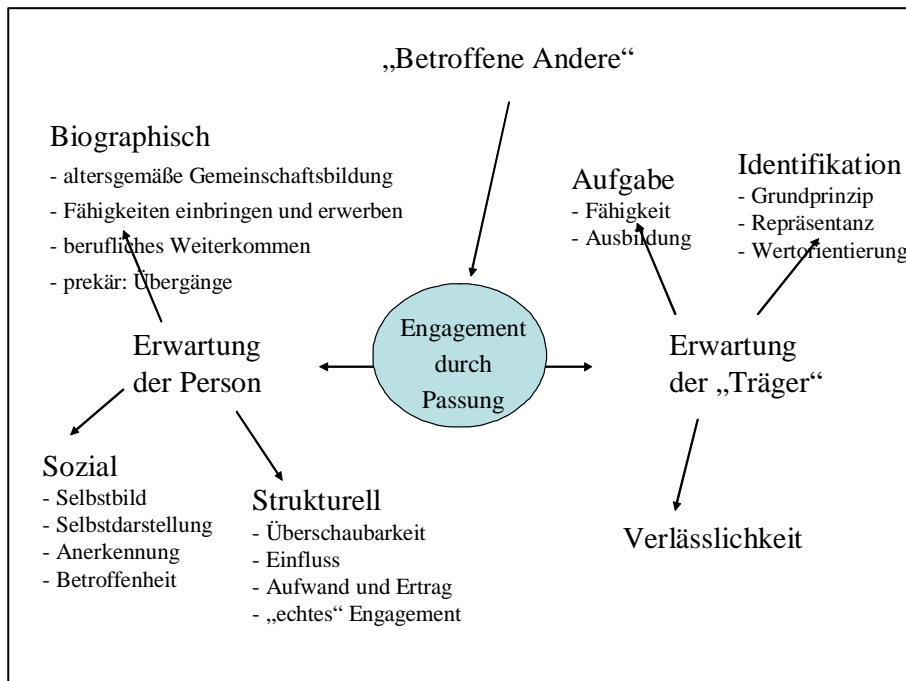 „Betroffene Andere“
Biographisch
- altersgemäße Gemeinschaftsbildung
- Fähigkeiten einbringen und erwerben
- berufliches Weiterkommen
- prekär: Übergänge
Aufgabe
- Fähigkeit
- Ausbildung
Identifikation
- Grundprinzip
- Repräsentanz
- Wertorientierung
Erwartung
der Person
Engagement
durch
Passung
Erwartung
der „Träger“
Sozial
- Selbstbild
- Selbstdarstellung
- Anerkennung
- Betroffenheit
Strukturell
- Überschaubarkeit
- Einfluss
- Aufwand und Ertrag
- „echtes“ Engagement
Verlässlichkeit